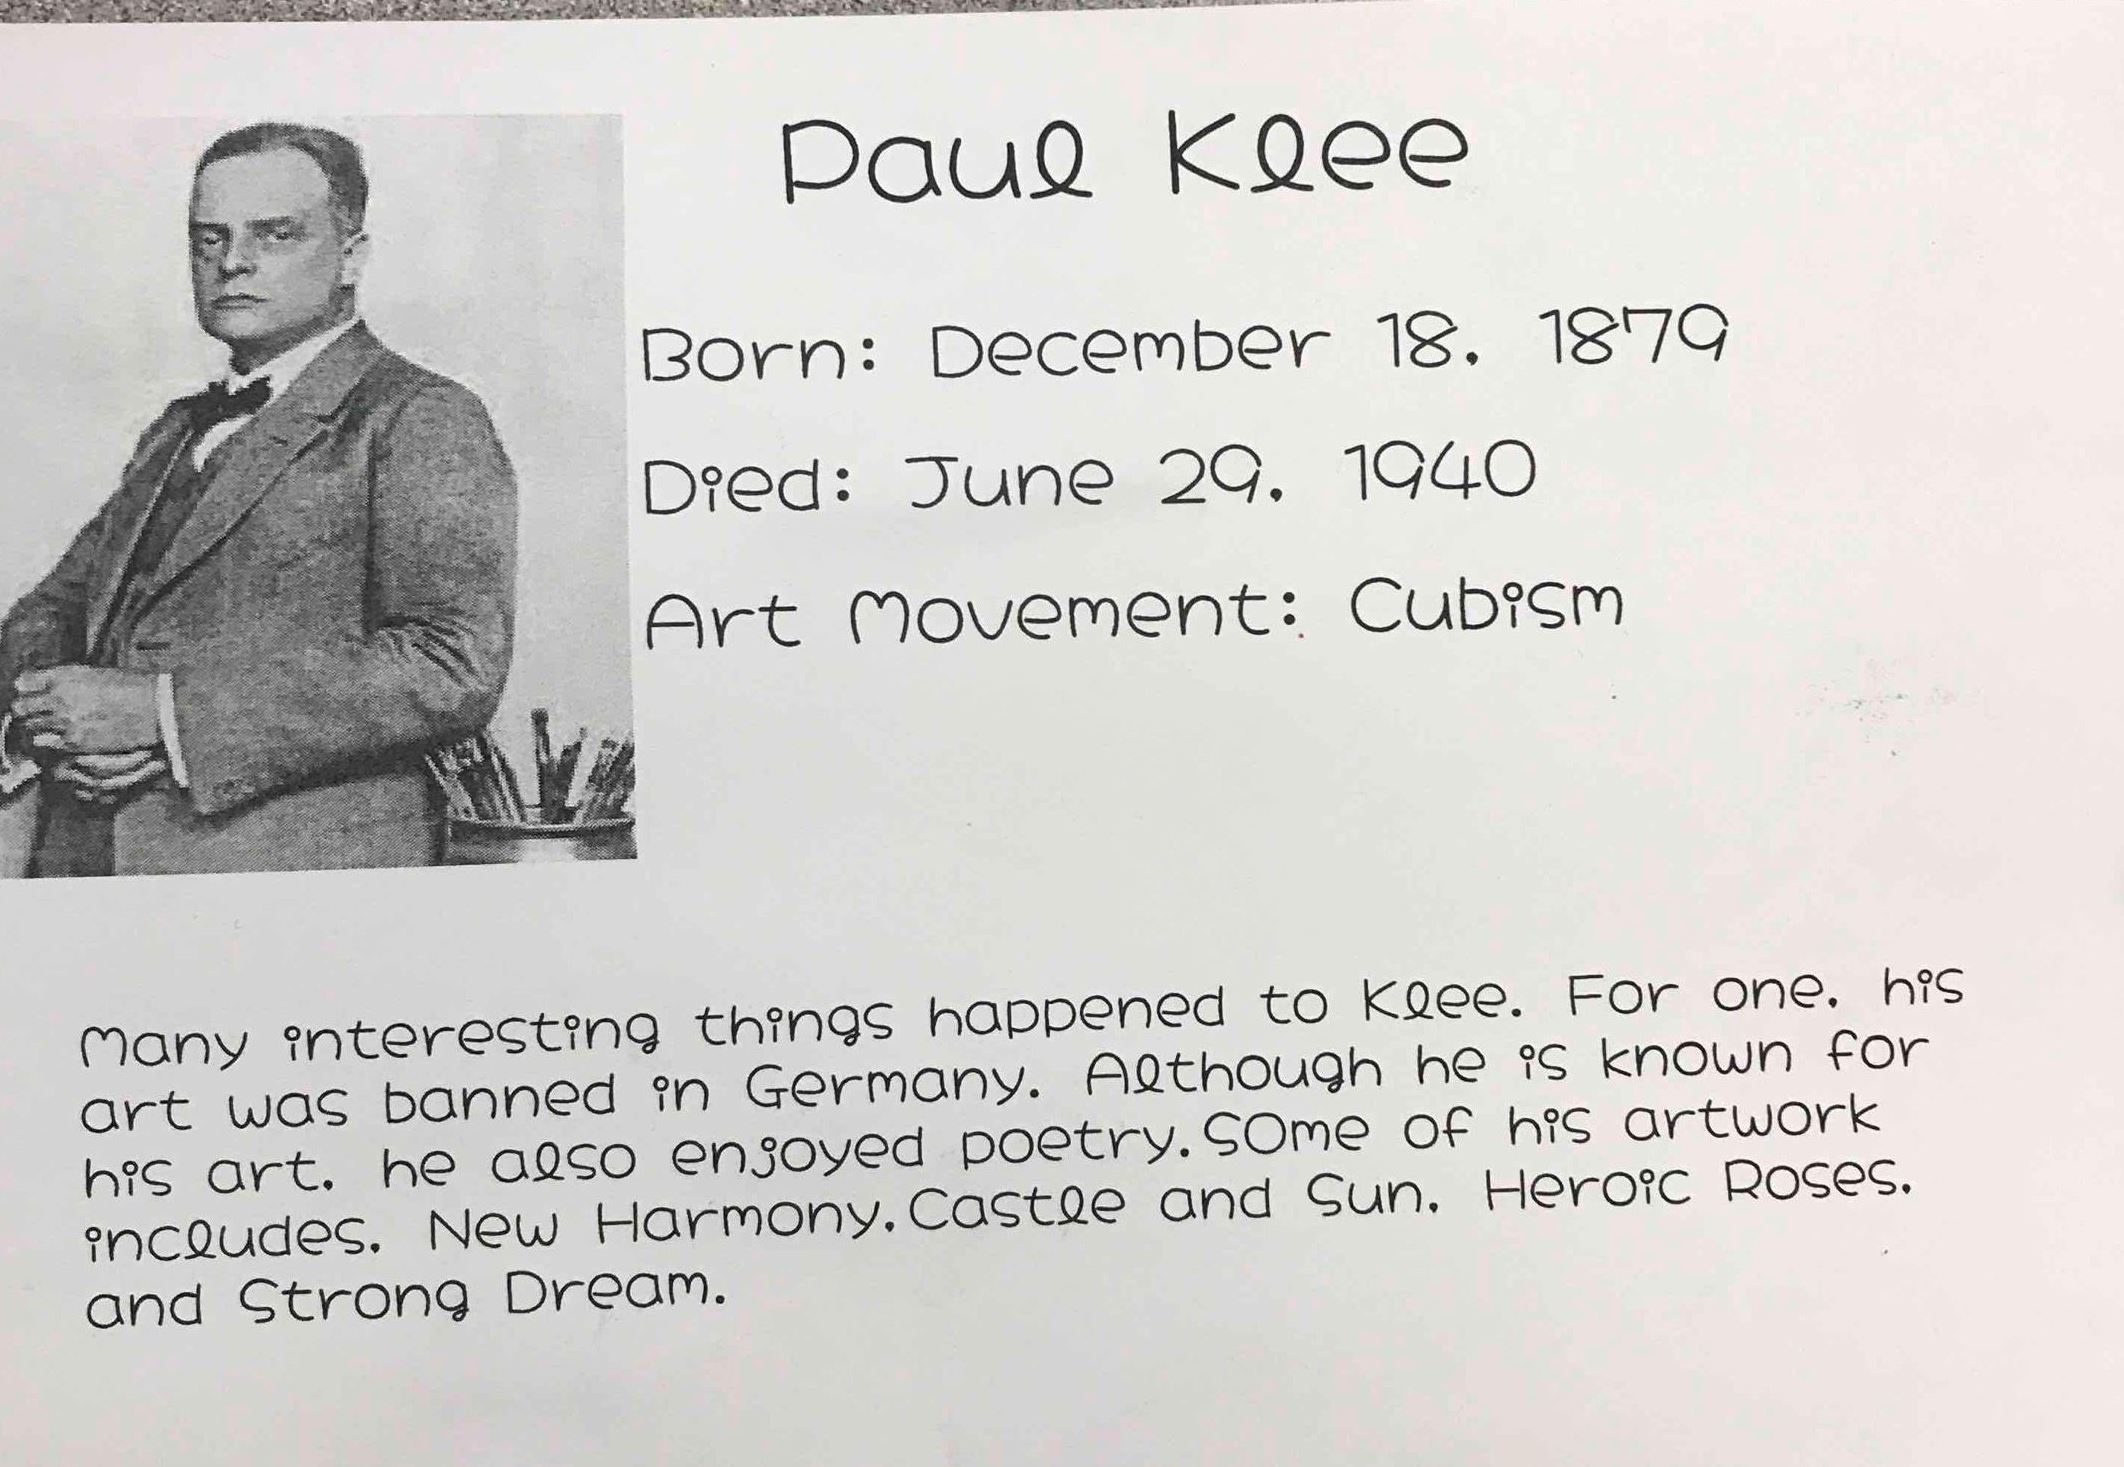 Paul Klee
Born: December 18. 1879
Died: June 29. 1940
Art Movement: Cubism
Many interesting things happened to Klee. For one. his
art was banned in Germany. Although he is known for
his art. he also enjoyed poetry. SOme of his artwork
includes. New Harmony. Castle and Sun. Heroic Roses.
and Strong Dream.